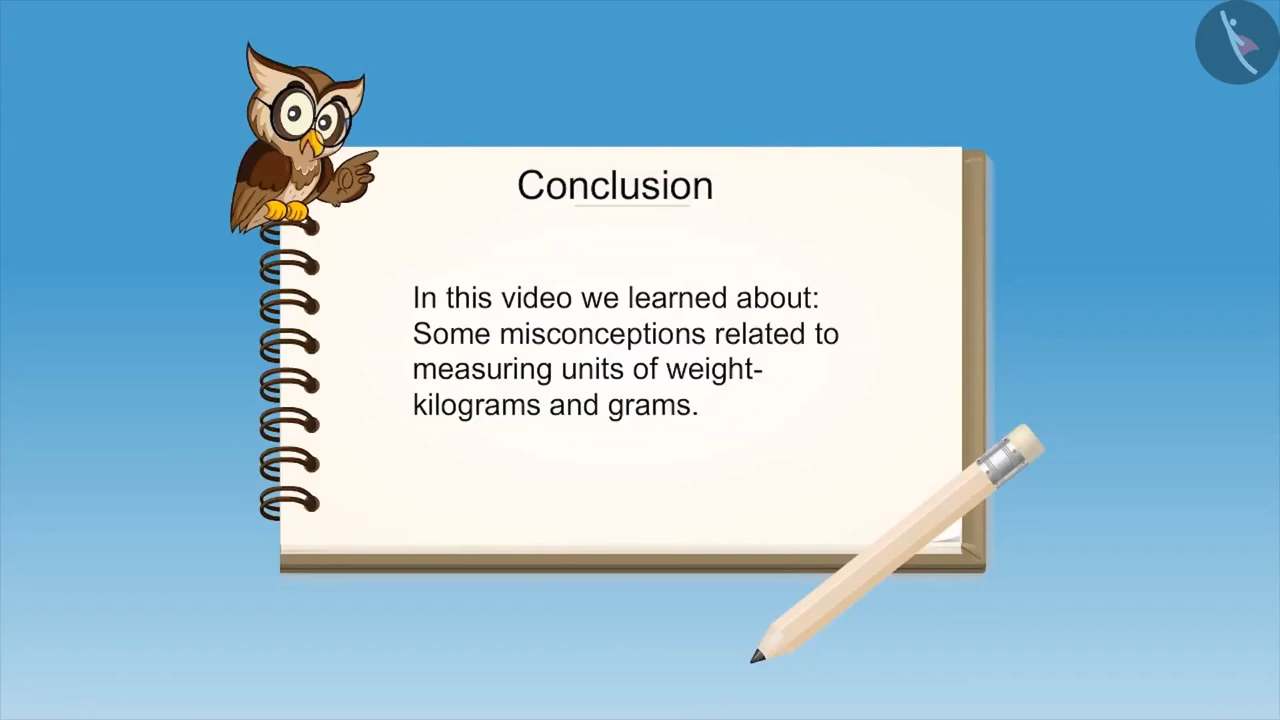 Conclusion
In this video we learned about:
Some misconceptions related to
measuring units of weight-
kilograms and grams.